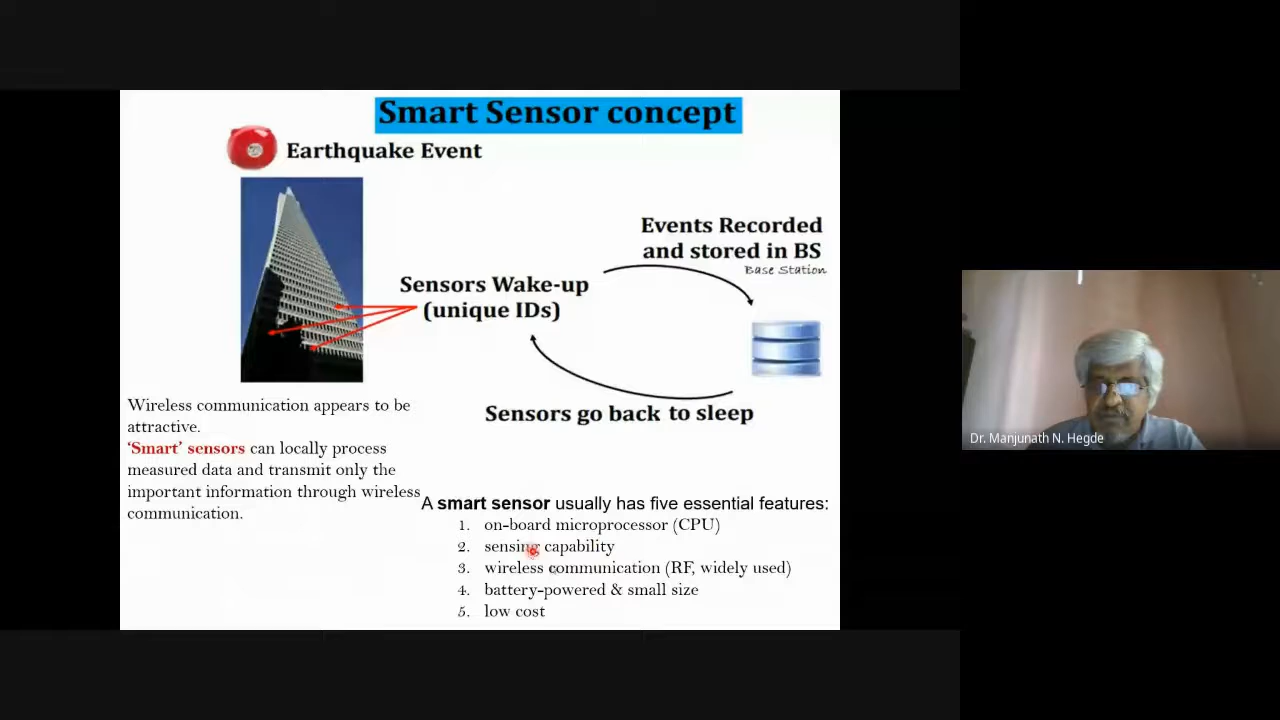 Smart Sensor concept
Earthquake Event
Events Recorded
and stored in BS
Base Station
Sensors Wake-up
(unique IDs)
Sensors go back to sleep
Wireless communication appears to be
attractive.
‘Smart’ sensors can locally process
measured data and transmit only the
important information through wireless
communication.
A smart sensor usually has five essential features:
1. on-board microprocessor (CPU)
2. sensing capability
3. wireless communication (RF, widely used)
4. battery-powered & small size
5. low cost
Dr. Manjunath N. Hegde